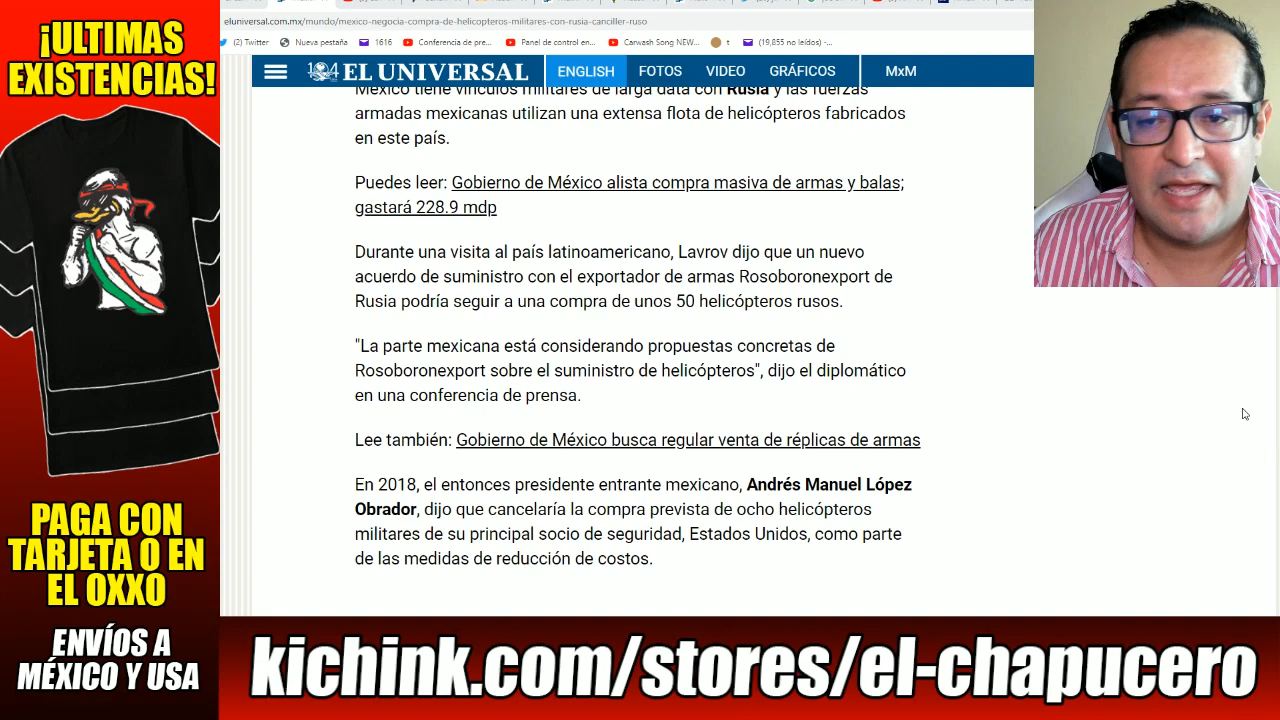 ¡ULTIMAS
EXISTENCIAS!
PAGA CON
TARJETA O EN
EL OXXO
ENVÍOS A
MÉXICO Y USA
eluniversal.com.mx/mundo/mexico-negocia-compra-de-helicopteros-militares-con-rusia-canciller-ruso
(2) Twitter Nueva pestaña 1616 Conferencia de pre... Panel de control en... Carwash Song NEW... t (19,855 no leídos) -...
EL UNIVERSAL ENGLISH FOTOS VIDEO GRÁFICOS MxM
México tiene vínculos militares de larga data con Rusia y las fuerzas
armadas mexicanas utilizan una extensa flota de helicópteros fabricados
en este país.
Puedes leer: Gobierno de México alista compra masiva de armas y balas;
gastará 228.9 mdp
Durante una visita al país latinoamericano, Lavrov dijo que un nuevo
acuerdo de suministro con el exportador de armas Rosoboronexport de
Rusia podría seguir a una compra de unos 50 helicópteros rusos.
"La parte mexicana está considerando propuestas concretas de
Rosoboronexport sobre el suministro de helicópteros", dijo el diplomático
en una conferencia de prensa.
Lee también: Gobierno de México busca regular venta de réplicas de armas
En 2018, el entonces presidente entrante mexicano, Andrés Manuel López
Obrador, dijo que cancelaría la compra prevista de ocho helicópteros
militares de su principal socio de seguridad, Estados Unidos, como parte
de las medidas de reducción de costos.
kichink.com/stores/el-chapucero